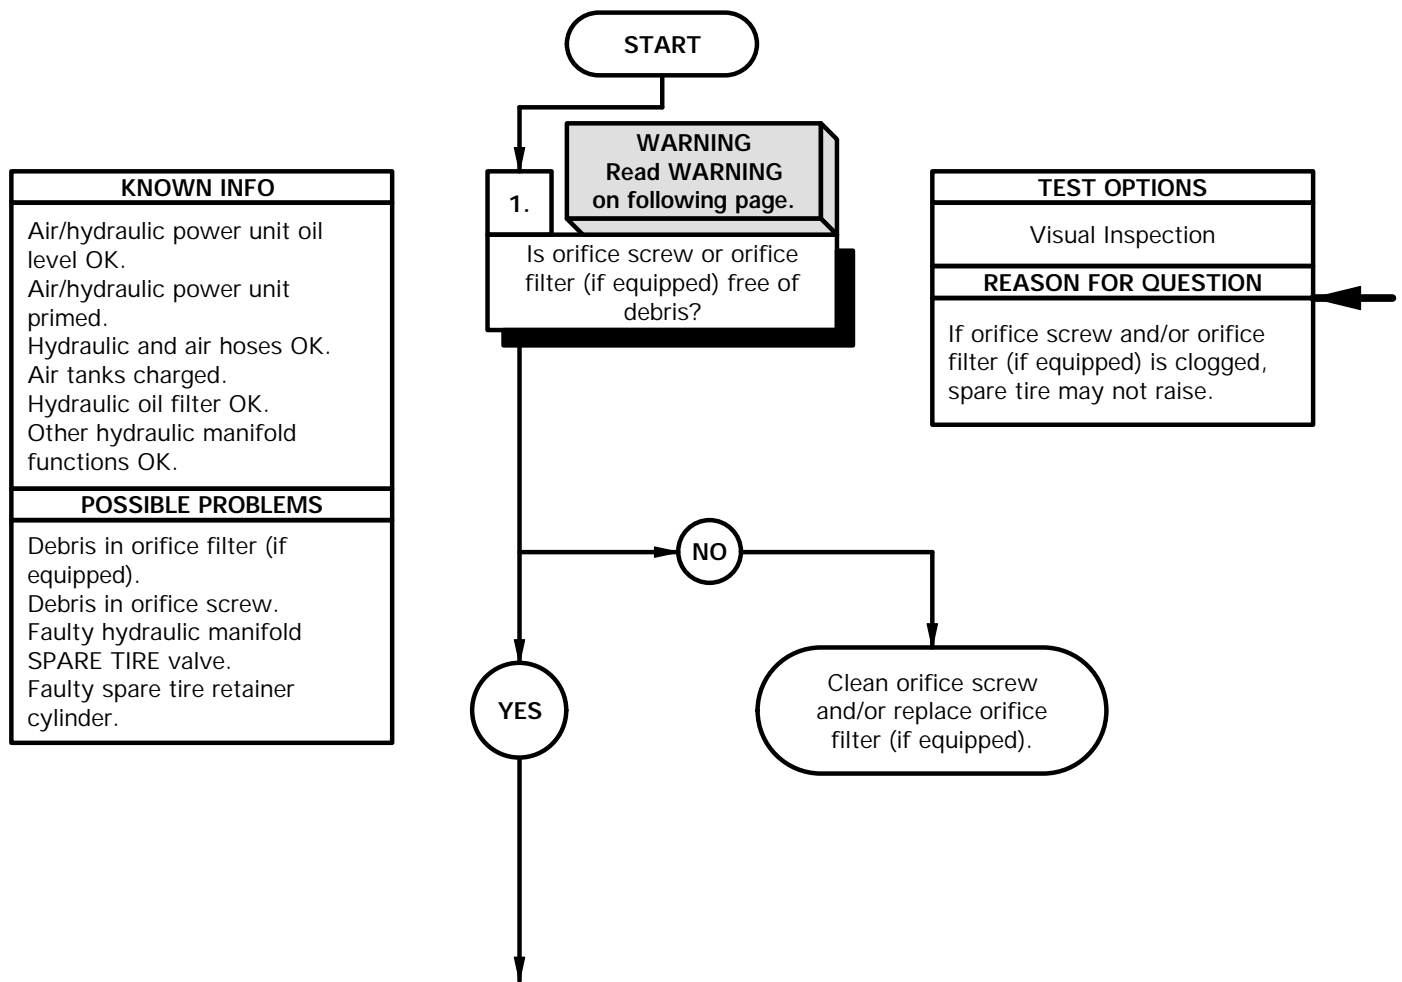 START
WARNING
Read WARNING
on following page.
1.
Is orifice screw or orifice
filter (if equipped) free of
debris?
KNOWN INFO
Air/hydraulic power unit oil
level OK.
Air/hydraulic power unit
primed.
Hydraulic and air hoses OK.
Air tanks charged.
Hydraulic oil filter OK.
Other hydraulic manifold
functions OK.
POSSIBLE PROBLEMS
Debris in orifice filter (if
equipped).
Debris in orifice screw.
Faulty hydraulic manifold
SPARE TIRE valve.
Faulty spare tire retainer
cylinder.
TEST OPTIONS
Visual Inspection
REASON FOR QUESTION
If orifice screw and/or orifice
filter (if equipped) is clogged,
spare tire may not raise.
NO
YES
Clean orifice screw
and/or replace orifice
filter (if equipped).